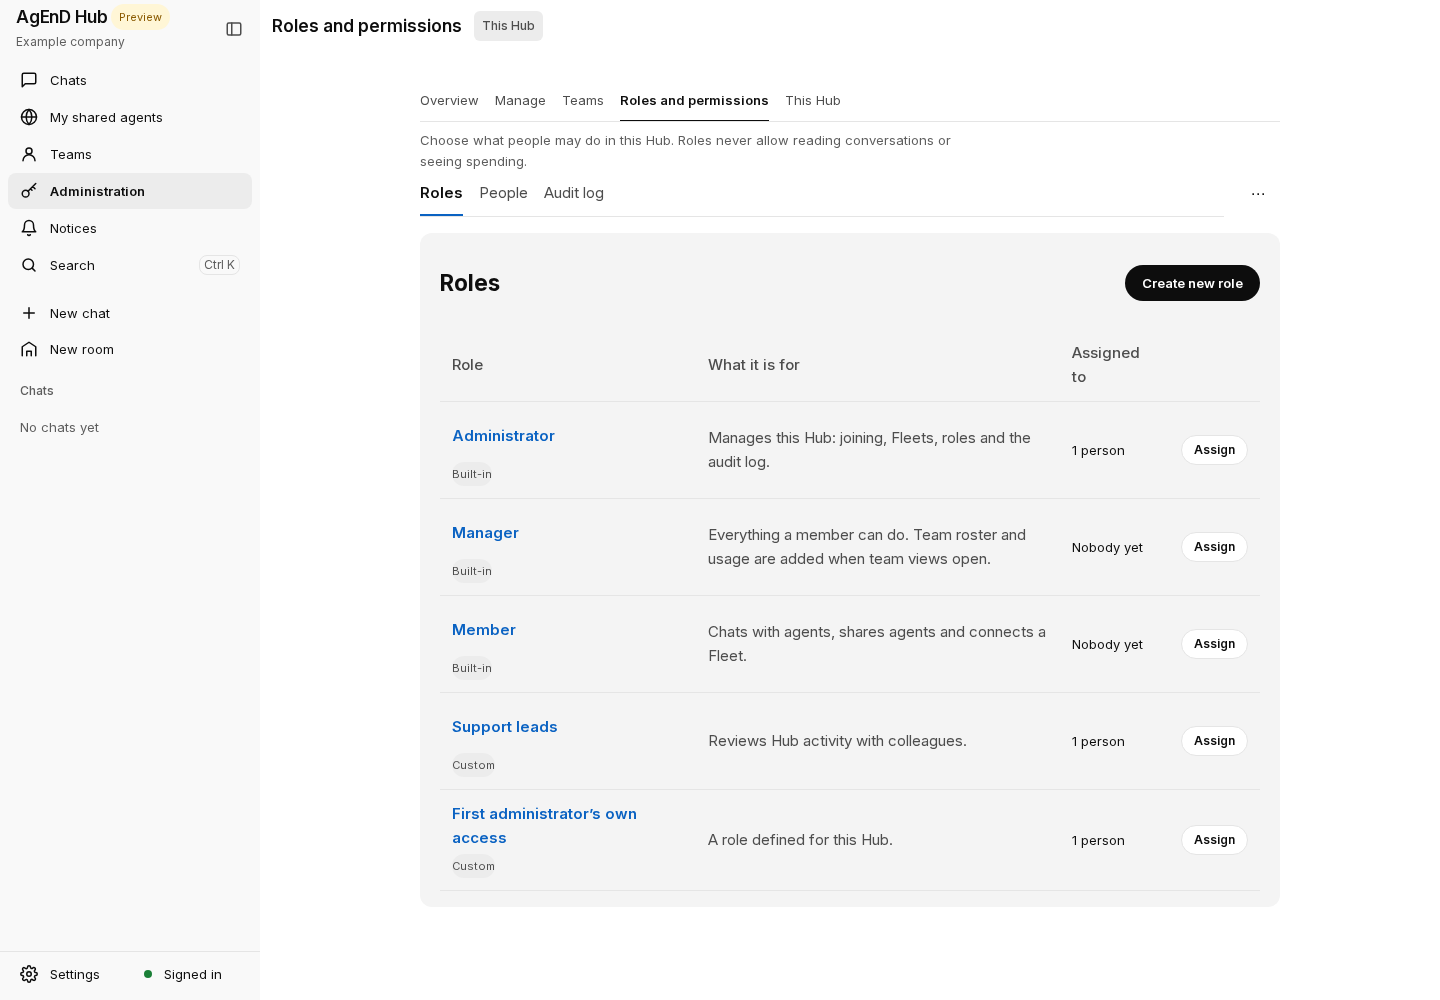 AgEnD Hub Preview
Example company
Chats
My shared agents
Teams
Administration
Notices
Search Ctrl K
New chat
New room
Chats
No chats yet
Settings Signed in
Roles and permissions This Hub
Overview Manage Teams Roles and permissions This Hub
Choose what people may do in this Hub. Roles never allow reading conversations or
seeing spending.
Roles People Audit log ...
Roles Create new role
Role What it is for Assigned
to
Administrator
Built-in
Manages this Hub: joining, Fleets, roles and the
audit log.
1 person Assign
Manager
Built-in
Everything a member can do. Team roster and
usage are added when team views open.
Nobody yet Assign
Member
Built-in
Chats with agents, shares agents and connects a
Fleet.
Nobody yet Assign
Support leads
Custom
Reviews Hub activity with colleagues.
1 person Assign
First administrator’s own
access
Custom
A role defined for this Hub.
1 person Assign